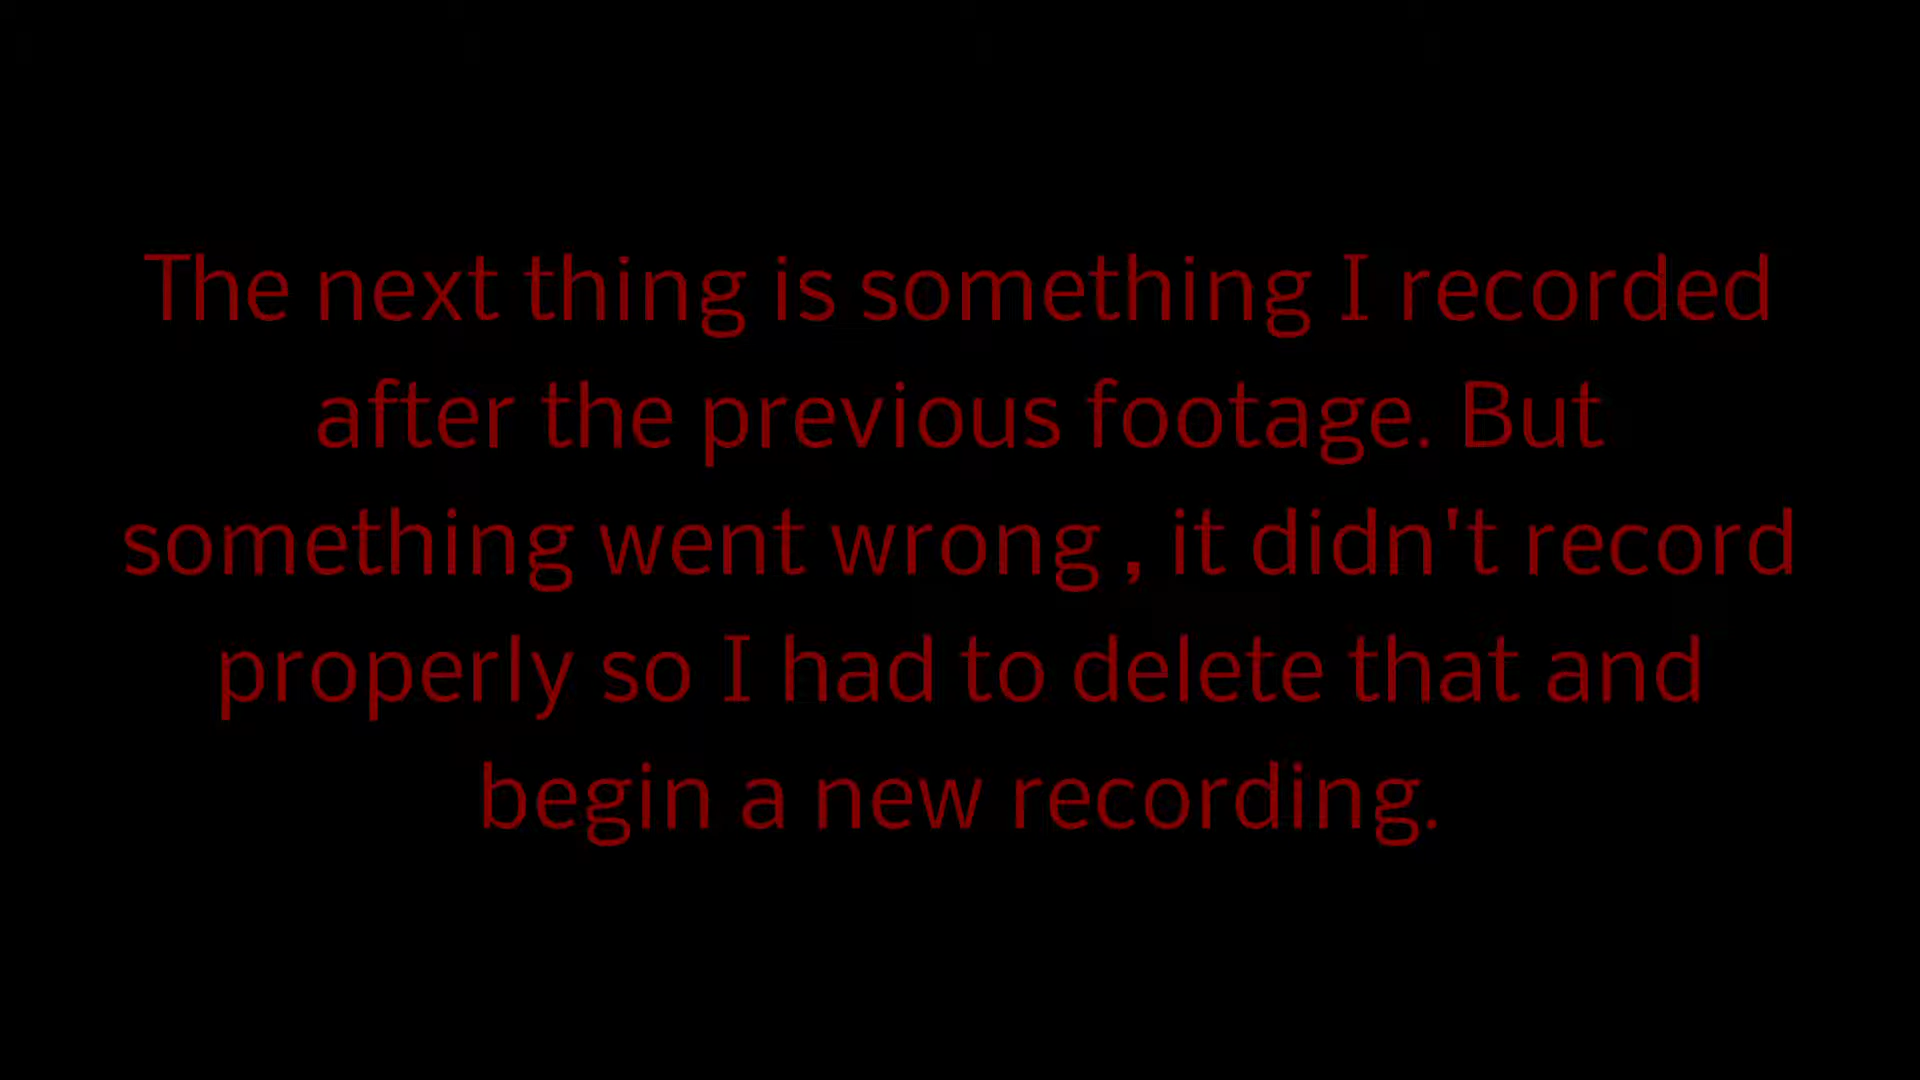 The next thing is something I recorded
after the previous footage. But
something went wrong , it didn't record
properly so I had to delete that and
begin a new recording.